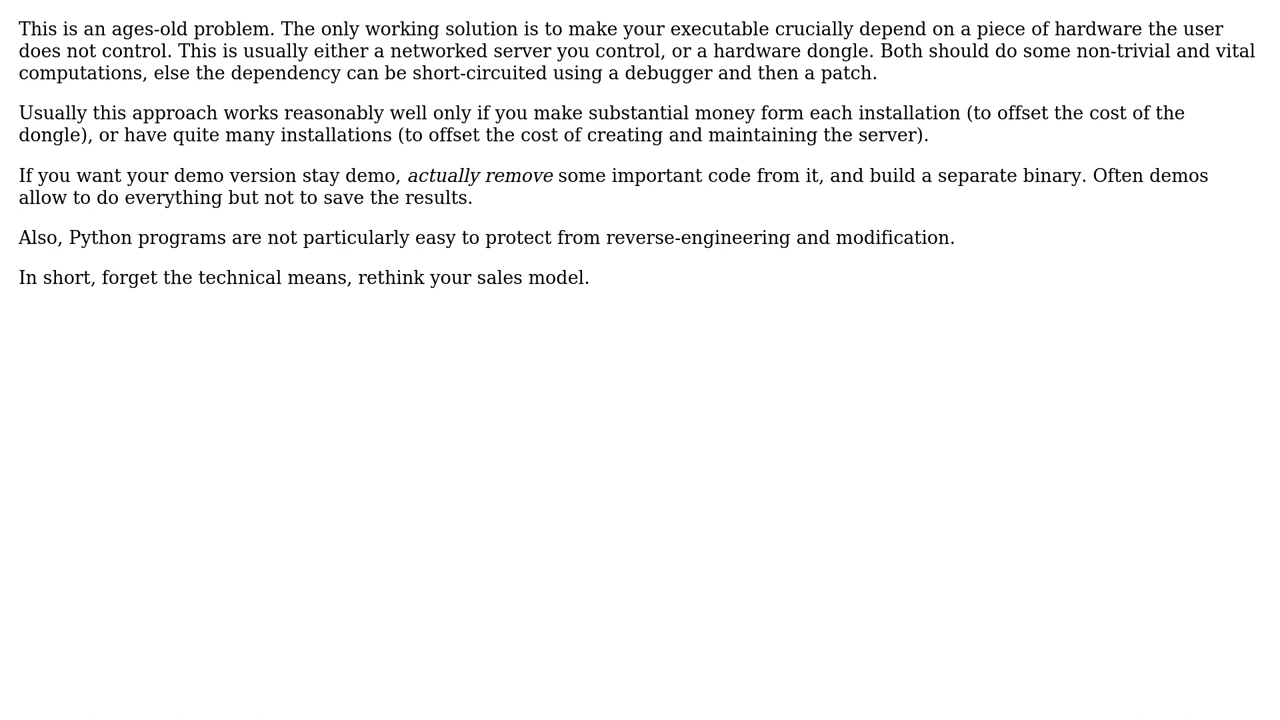 This is an ages-old problem. The only working solution is to make your executable crucially depend on a piece of hardware the user
does not control. This is usually either a networked server you control, or a hardware dongle. Both should do some non-trivial and vital
computations, else the dependency can be short-circuited using a debugger and then a patch.
Usually this approach works reasonably well only if you make substantial money form each installation (to offset the cost of the
dongle), or have quite many installations (to offset the cost of creating and maintaining the server).
If you want your demo version stay demo, actually remove some important code from it, and build a separate binary. Often demos
allow to do everything but not to save the results.
Also, Python programs are not particularly easy to protect from reverse-engineering and modification.
In short, forget the technical means, rethink your sales model.